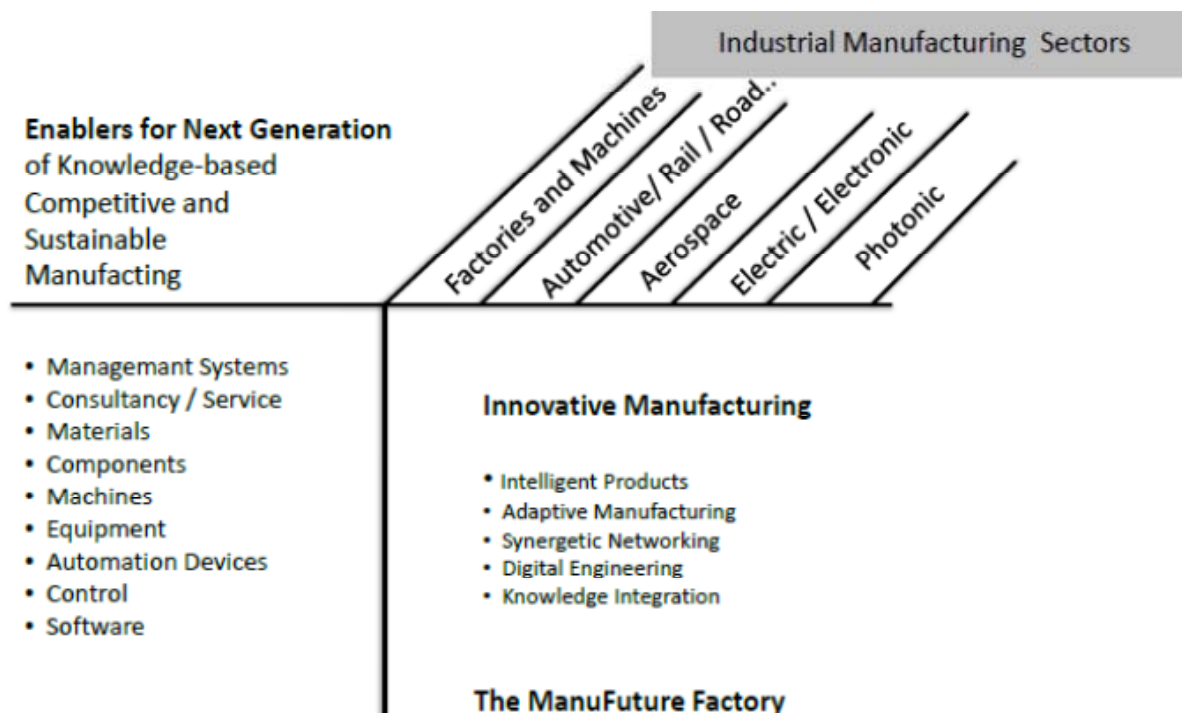 Industrial Manufacturing Sectors
Enablers for Next Generation
of Knowledge-based
Competitive and
Sustainable
Manufacting
Factories and Machines
Automotive/ Rail / Road..
Aerospace
Electric / Electronic
Photonic
• Managemant Systems
• Consultancy / Service
• Materials
• Components
• Machines
• Equipment
• Automation Devices
• Control
• Software
Innovative Manufacturing
• Intelligent Products
• Adaptive Manufacturing
• Synergetic Networking
• Digital Engineering
• Knowledge Integration
The ManuFuture Factory